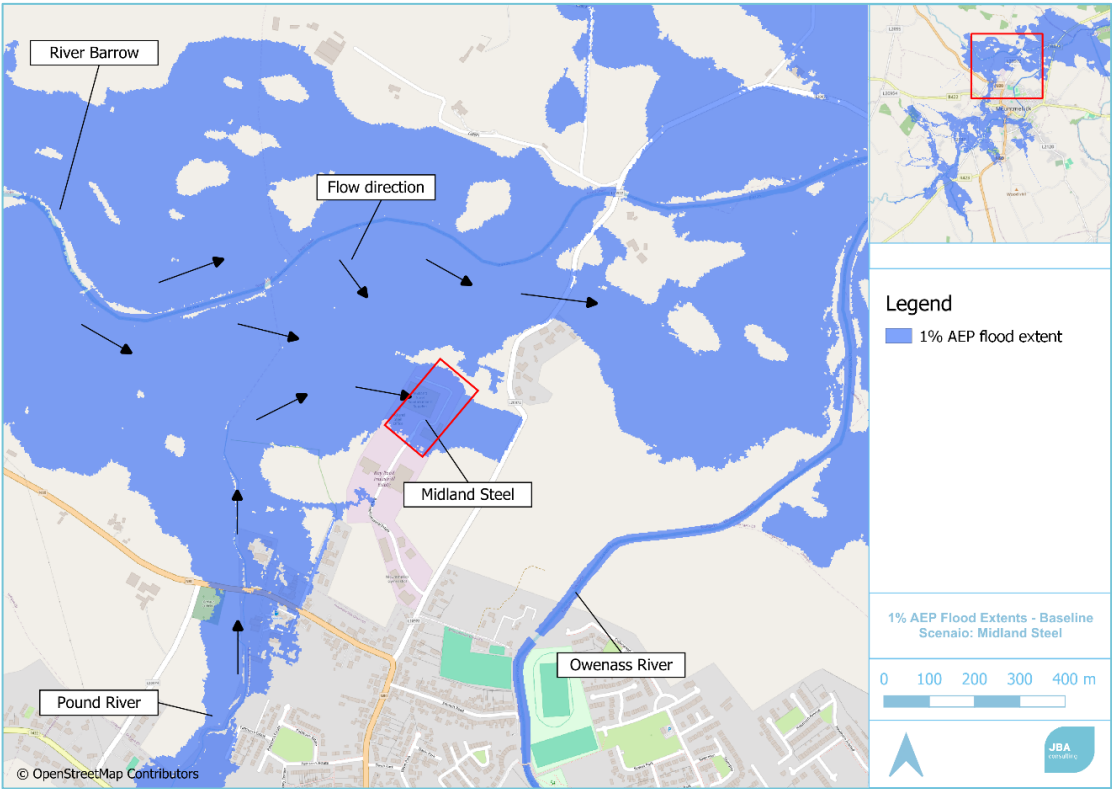 River Barrow
Flow direction
Midland Steel
Owenass River
Pound River
© OpenStreetMap Contributors
Legend
1% AEP flood extent
1% AEP Flood Extents - Baseline
Scenaio: Midland Steel
0 100 200 300 400 m
JBA
consulting